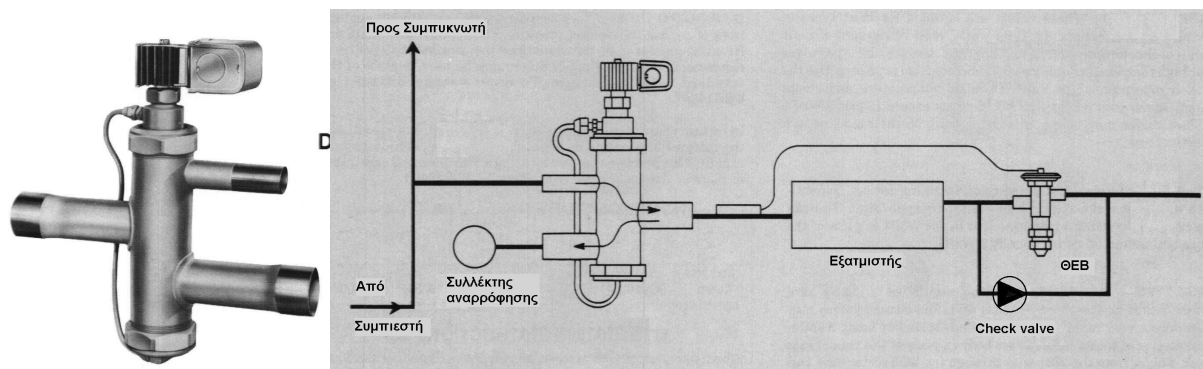 Προς Συμπυκνωτή
D
Από
Συμπιεστή
Συλλέκτης
αναρρόφησης
Εξατμιστής
ΘΕΒ
Check valve